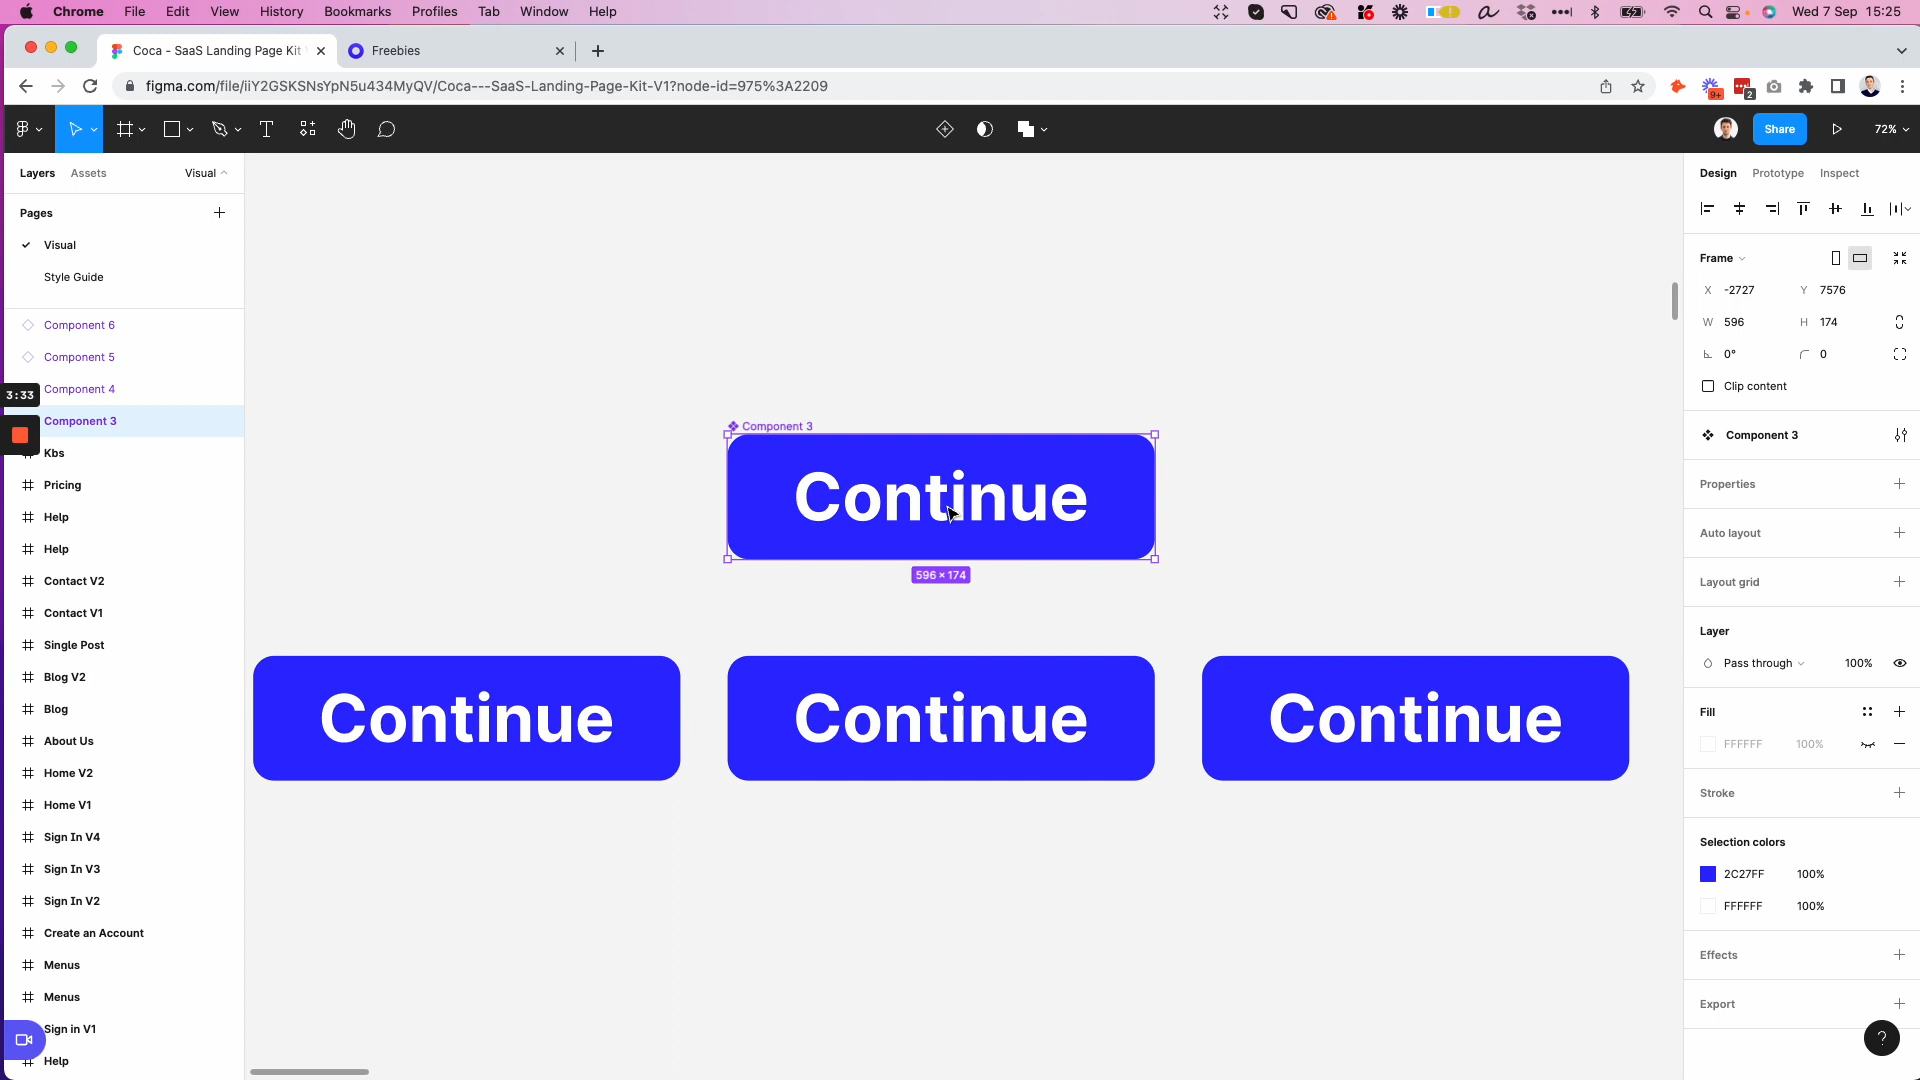 Chrome File Edit View History Bookmarks Profiles Tab Window Help
Wed 7 Sep 15:25
Coca - SaaS Landing Page Kit
Freebies
figma.com/file/iiY2GSKSNsYpN5u434MyQV/Coca---SaaS-Landing-Page-Kit-V1?node-id=975%3A2209
9+
2
Share
72%
Layers Assets Visual
Pages
Visual
Style Guide
Component 6
Component 5
Component 4
3:33
Component 3
Kbs
Pricing
Help
Help
Contact V2
Contact V1
Single Post
Blog V2
Blog
About Us
Home V2
Home V1
Sign In V4
Sign In V3
Sign In V2
Create an Account
Menus
Menus
Sign in V1
Help
Component 3
Continue
596 × 174
Continue
Continue
Continue
Design Prototype Inspect
Frame
X -2727 Y 7576
W 596 H 174
0° 0
Clip content
Component 3
Properties
Auto layout
Layout grid
Layer
Pass through 100%
Fill
FFFFFF 100%
Stroke
Selection colors
2C27FF 100%
FFFFFF 100%
Effects
Export
?